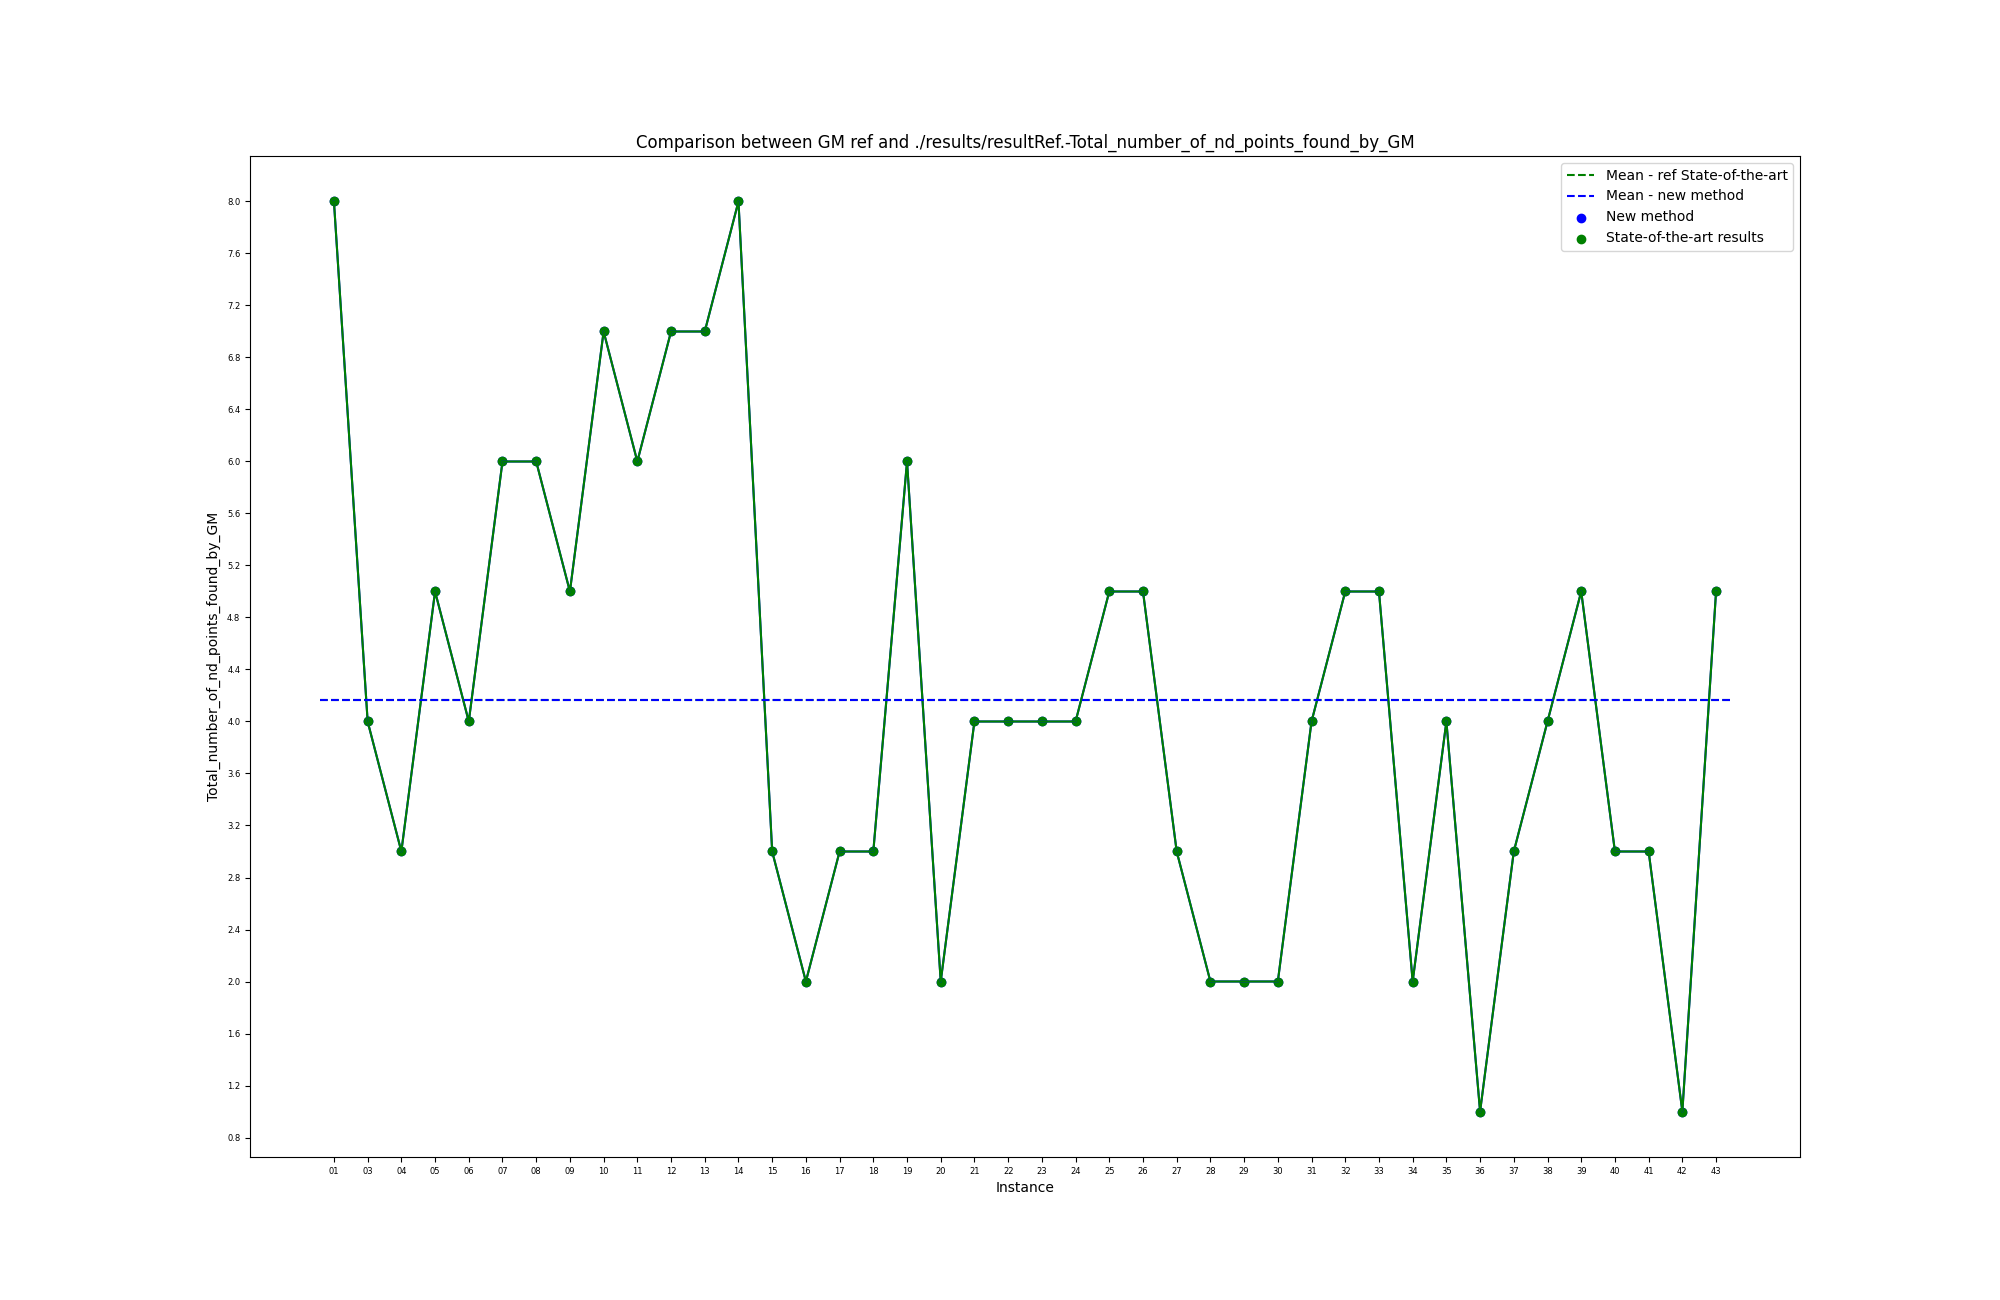 Comparison between GM ref and ./results/resultRef.-Total_number_of_nd_points_found_by_GM
Mean - ref State-of-the-art
Mean - new method
New method
State-of-the-art results
Total_number_of_nd_points_found_by_GM
8.0
7.6
7.2
6.8
6.4
6.0
5.6
5.2
4.8
4.4
4.0
3.6
3.2
2.8
2.4
2.0
1.6
1.2
0.8
01 03 04 05 06 07 08 09 10 11 12 13 14 15 16 17 18 19 20 21 22 23 24 25 26 27 28 29 30 31 32 33 34 35 36 37 38 39 40 41 42 43
Instance